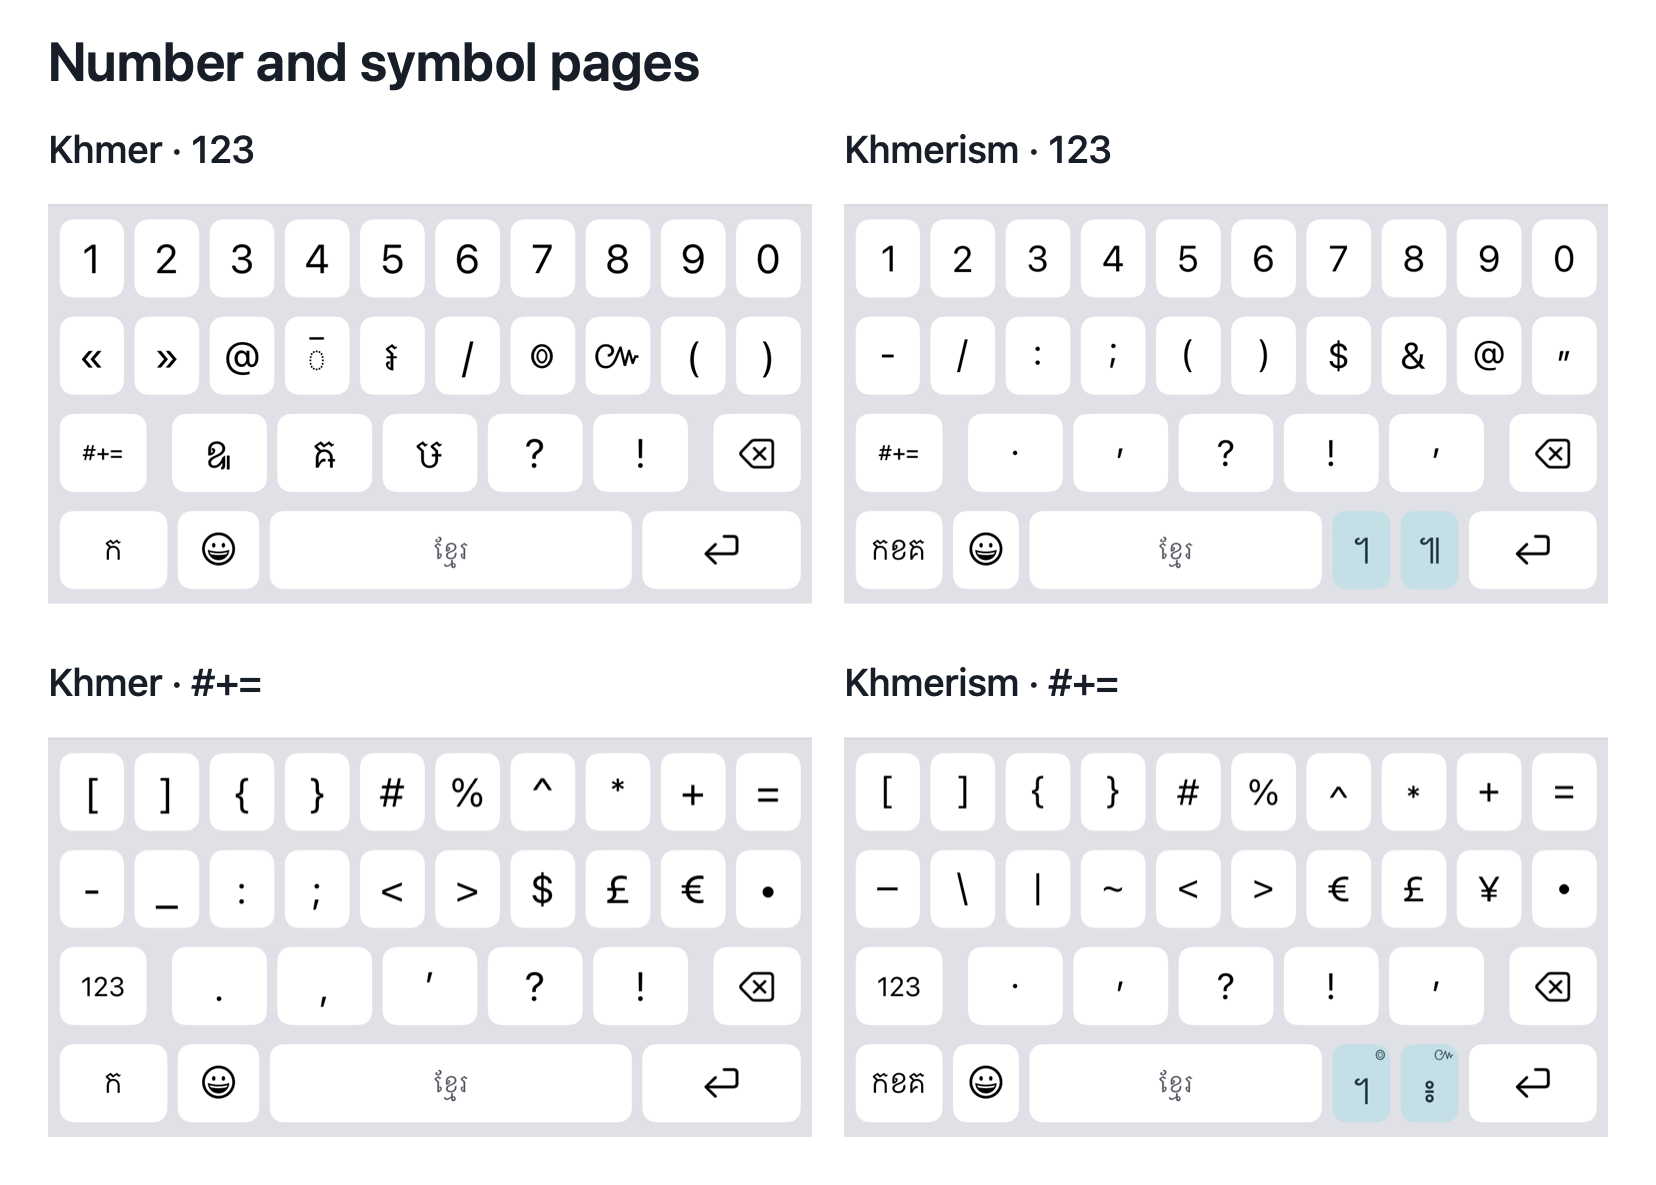 Number and symbol pages
Khmer · 123
1 2 3 4 5 6 7 8 9 0
« » @ / ៙ ៚ ( )
#+= ? !
ក ខ្មែរ
Khmerism · 123
1 2 3 4 5 6 7 8 9 0
- / : ; ( ) $ & @ "
#+= . , ? ! '
កខគ ខ្មែរ ។ ៕
Khmer · #+=
[ ] { } # % ^ * + =
- _ : ; < > $ £ € •
123 . , ' ? !
ក ខ្មែរ
Khmerism · #+=
[ ] { } # % ^ * + =
– \ | ~ < > € £ ¥ •
123 . , ? ! '
៙ ៚
កខគ ខ្មែរ ។ ៖